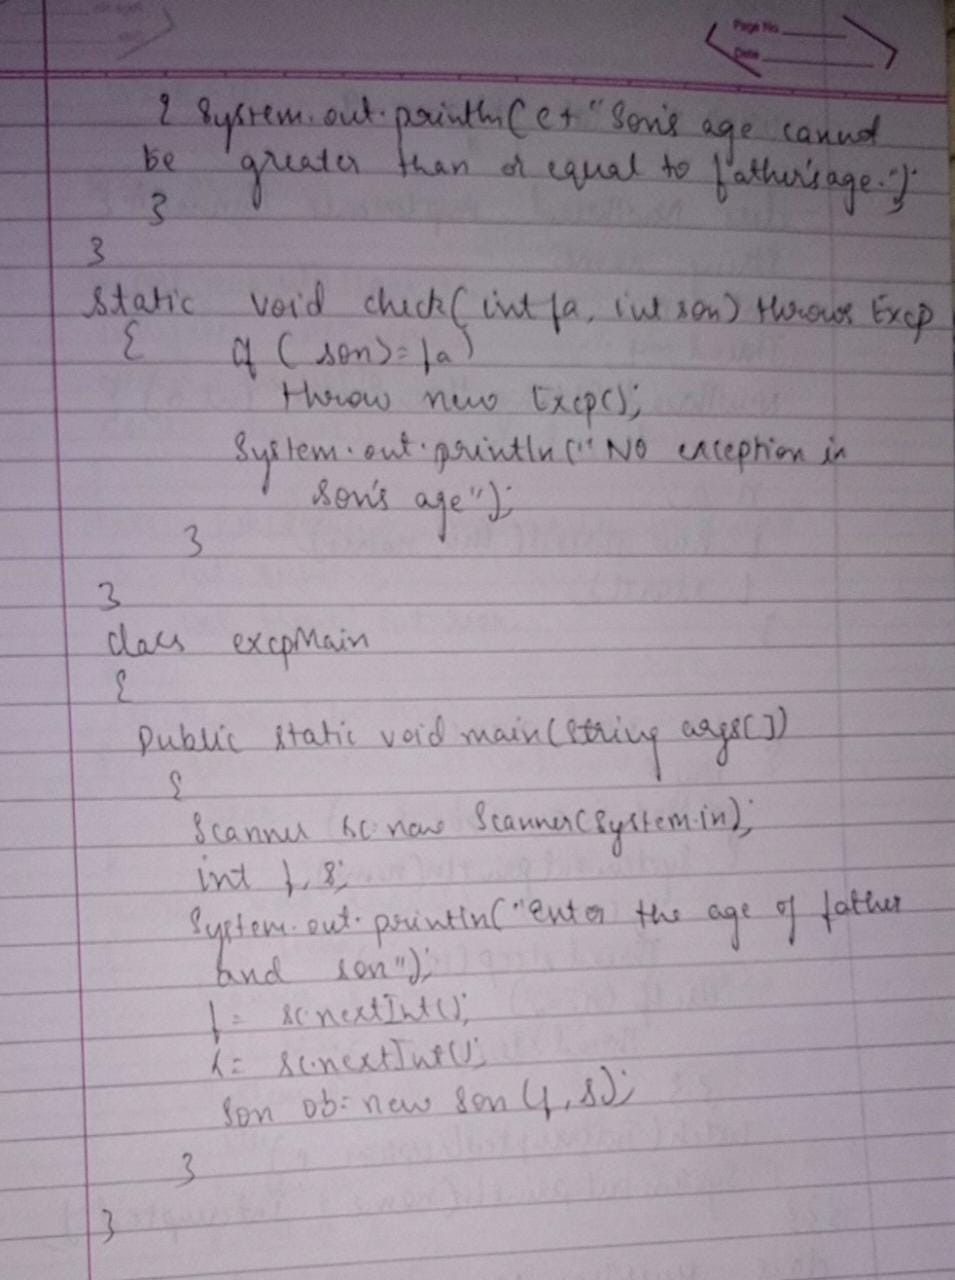 Page No.
Date
{ System.out.println(e+ "Son's age cannot
be greater than or equal to father's age.");
}
}
static void check(int fa, int son) throws Excp
{ if (son>=fa)
throw new Excp();
System.out.println("No exception in
son's age");
}
}
class excpMain
{
Public static void main(String args[])
{
Scanner sc=new Scanner(System.in);
int f,s;
System.out.println("Enter the age of father
and son");
f= sc.nextInt();
s= sc.nextInt();
Son ob=new Son(f,s);
}
}